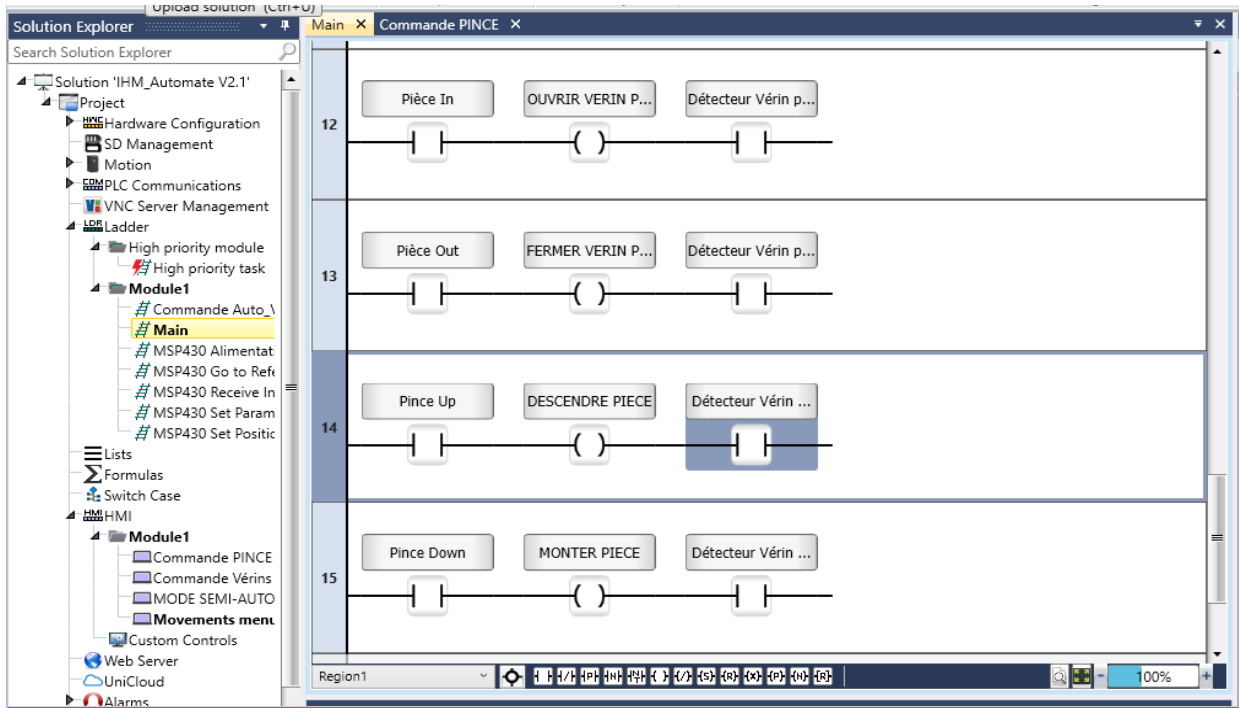 Upload solution (Ctrl+U)
Solution Explorer
Search Solution Explorer
Solution 'IHM_Automate V2.1'
Project
Hardware Configuration
SD Management
Motion
PLC Communications
VNC Server Management
Ladder
High priority module
High priority task
Module1
Commande Auto_
Main
MSP430 Alimentat
MSP430 Go to Refe
MSP430 Receive In
MSP430 Set Param
MSP430 Set Positic
Lists
Formulas
Switch Case
HMI
Module1
Commande PINCE
Commande Vérins
MODE SEMI-AUTO
Movements menu
Custom Controls
Web Server
UniCloud
Alarms
Main Commande PINCE
12
Pièce In OUVRIR VERIN P... Détecteur Vérin p...
13
Pièce Out FERMER VERIN P... Détecteur Vérin p...
14
Pince Up DESCENDRE PIECE Détecteur Vérin ...
15
Pince Down MONTER PIECE Détecteur Vérin ...
Region1 100%